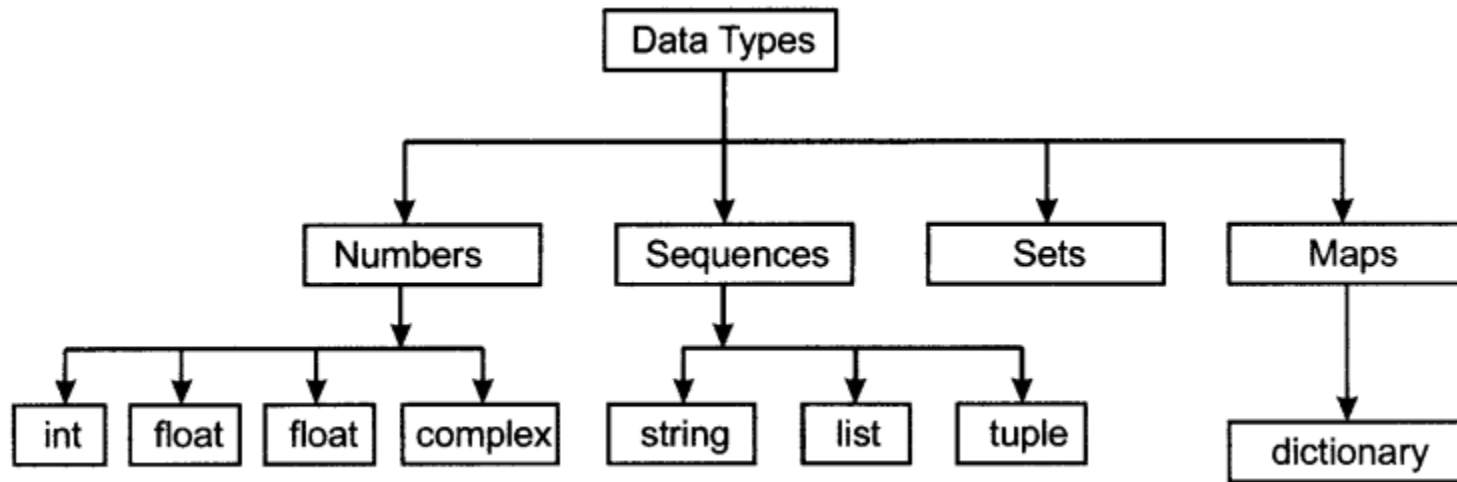 Data Types
Numbers
Sequences
Sets
Maps
int
float
float
complex
string
list
tuple
dictionary